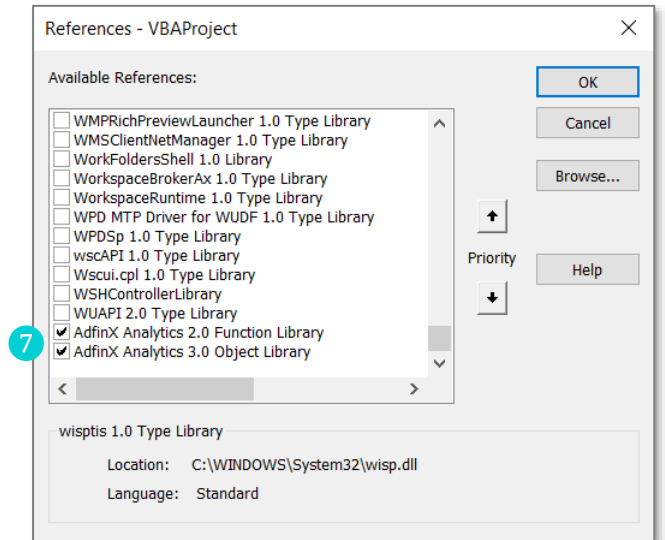 References - VBAProject
Available References:
WMPRichPreviewLauncher 1.0 Type Library
WMSClientNetManager 1.0 Type Library
WorkFoldersShell 1.0 Library
WorkspaceBrokerAx 1.0 Type Library
WorkspaceRuntime 1.0 Type Library
WPD MTP Driver for WUDF 1.0 Type Library
WPDSp 1.0 Type Library
wscAPI 1.0 Type Library
Wscui.cpl 1.0 Type Library
WSHControllerLibrary
WUAPI 2.0 Type Library
7 AdfinX Analytics 2.0 Function Library
AdfinX Analytics 3.0 Object Library
Priority
OK
Cancel
Browse...
Help
wisptis 1.0 Type Library
Location: C:\WINDOWS\System32\wisp.dll
Language: Standard